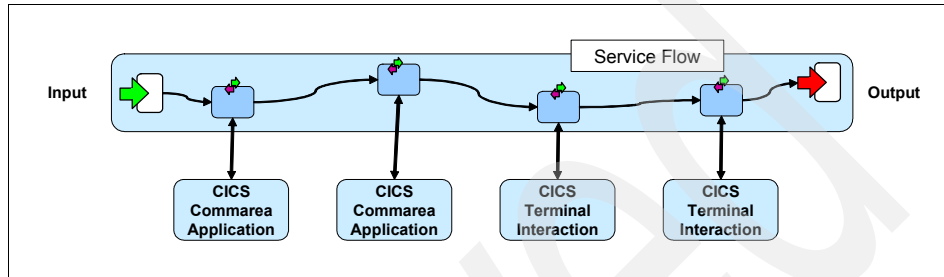 Service Flow
Input
Output
CICS
Commarea
Application
CICS
Commarea
Application
CICS
Terminal
Interaction
CICS
Terminal
Interaction